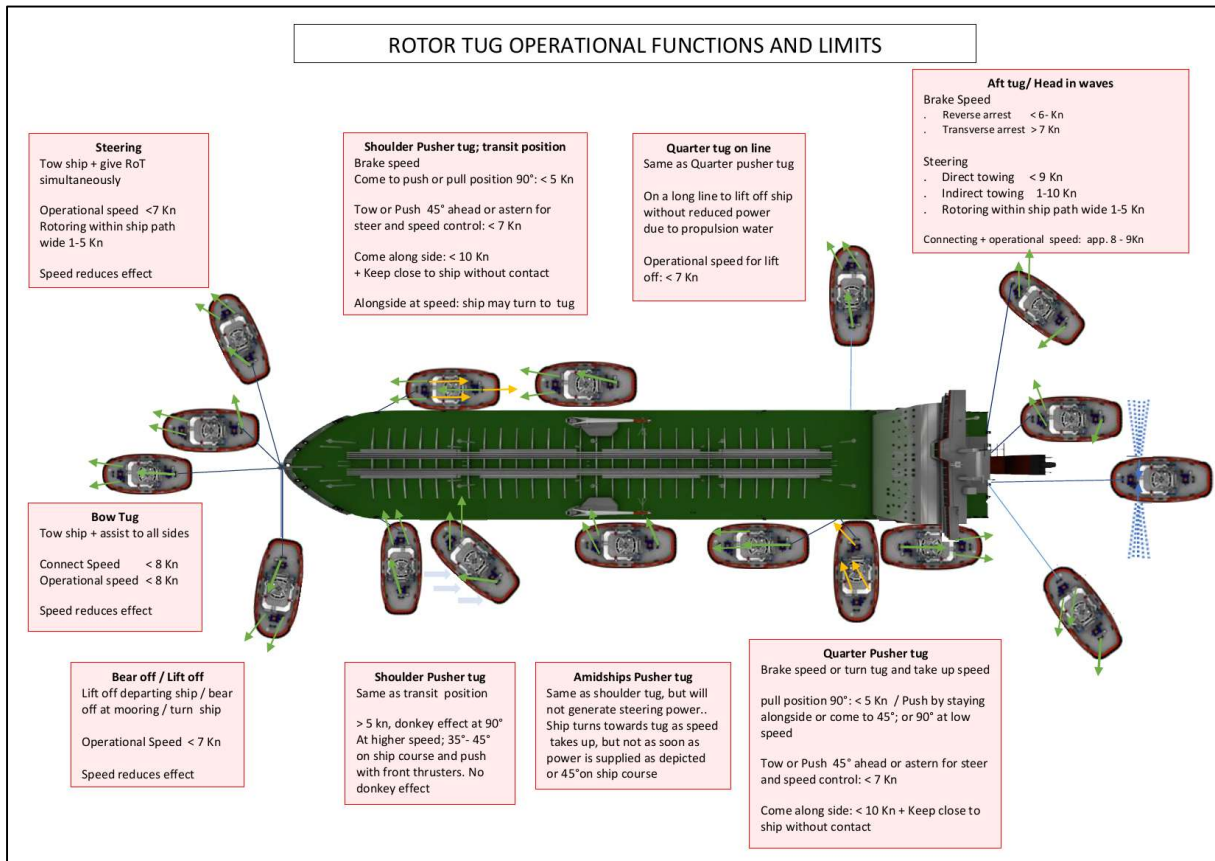 ROTOR TUG OPERATIONAL FUNCTIONS AND LIMITS
Steering
Tow ship + give RoT
simultaneously
Operational speed <7 Kn
Rotoring within ship path
wide 1-5 Kn
Speed reduces effect
Shoulder Pusher tug; transit position
Brake speed
Come to push or pull position 90°: < 5 Kn
Tow or Push 45° ahead or astern for
steer and speed control: < 7 Kn
Come along side: < 10 Kn
+ Keep close to ship without contact
Alongside at speed: ship may turn to tug
Quarter tug on line
Same as Quarter pusher tug
On a long line to lift off ship
without reduced power
due to propulsion water
Operational speed for lift
off: < 7 Kn
Aft tug/ Head in waves
Brake Speed
. Reverse arrest < 6- Kn
. Transverse arrest > 7 Kn
Steering
. Direct towing < 9 Kn
. Indirect towing 1-10 Kn
. Rotoring within ship path wide 1-5 Kn
Connecting + operational speed: app. 8 - 9Kn
Bow Tug
Tow ship + assist to all sides
Connect Speed < 8 Kn
Operational speed < 8 Kn
Speed reduces effect
Bear off / Lift off
Lift off departing ship / bear
off at mooring / turn ship
Operational Speed < 7 Kn
Speed reduces effect
Shoulder Pusher tug
Same as transit position
> 5 kn, donkey effect at 90°
At higher speed; 35°- 45°
on ship course and push
with front thrusters. No
donkey effect
Amidships Pusher tug
Same as shoulder tug, but will
not generate steering power..
Ship turns towards tug as speed
takes up, but not as soon as
power is supplied as depicted
or 45°on ship course
Quarter Pusher tug
Brake speed or turn tug and take up speed
pull position 90°: < 5 Kn / Push by staying
alongside or come to 45°; or 90° at low
speed
Tow or Push 45° ahead or astern for steer
and speed control: < 7 Kn
Come along side: < 10 Kn + Keep close to
ship without contact